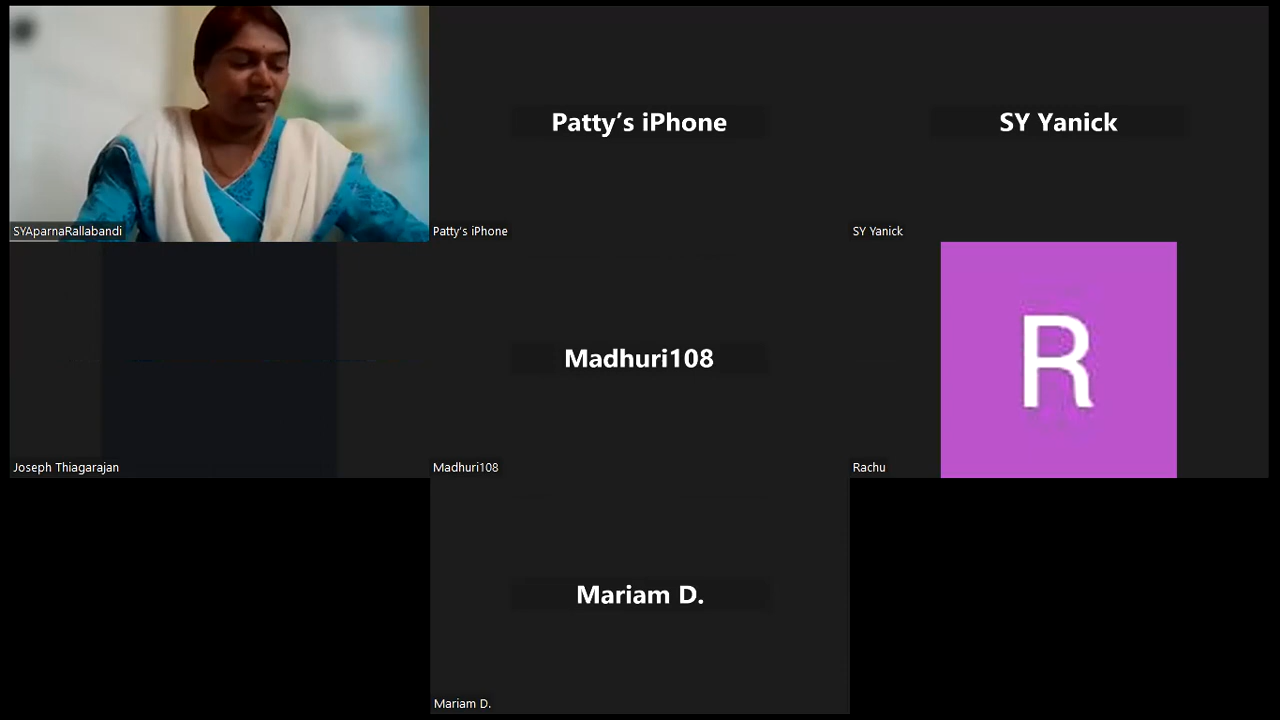 SYAparnaRallabandi
Patty’s iPhone
Patty's iPhone
SY Yanick
SY Yanick
Joseph Thiagarajan
Madhuri108
Madhuri108
R
Rachu
Mariam D.
Mariam D.